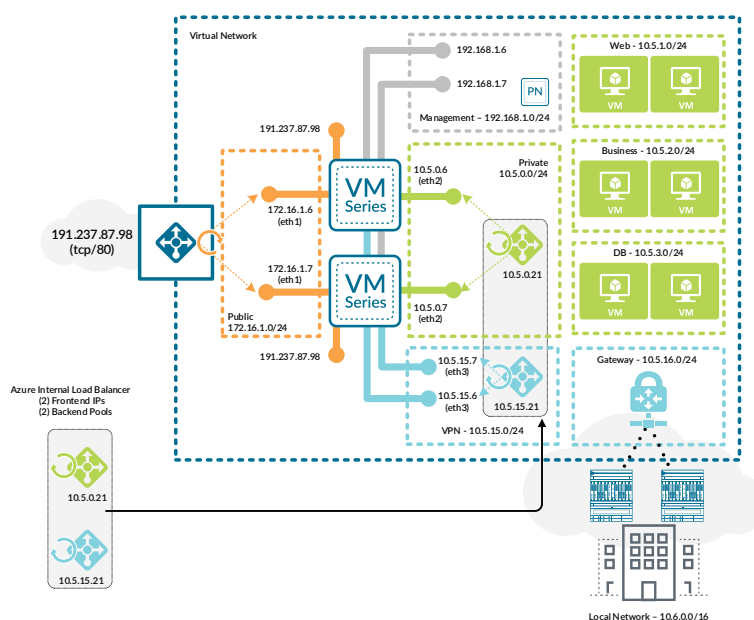 Virtual Network
192.168.1.6
192.168.1.7
PN
Management – 192.168.1.0/24
Web - 10.5.1.0/24
VM
VM
191.237.87.98
Business - 10.5.2.0/24
VM
VM
Private
10.5.0.0/24
10.5.0.6
(eth2)
VM
Series
172.16.1.6
(eth1)
191.237.87.98
(tcp/80)
10.5.0.21
DB - 10.5.3.0/24
VM
VM
172.16.1.7
(eth1)
VM
Series
10.5.0.7
(eth2)
Public
172.16.1.0/24
191.237.87.98
10.5.15.7
(eth3)
10.5.15.6
(eth3)
10.5.15.21
VPN - 10.5.15.0/24
Gateway - 10.5.16.0/24
Azure Internal Load Balancer
(2) Frontend IPs
(2) Backend Pools
10.5.0.21
10.5.15.21
Local Network – 10.6.0.0/16